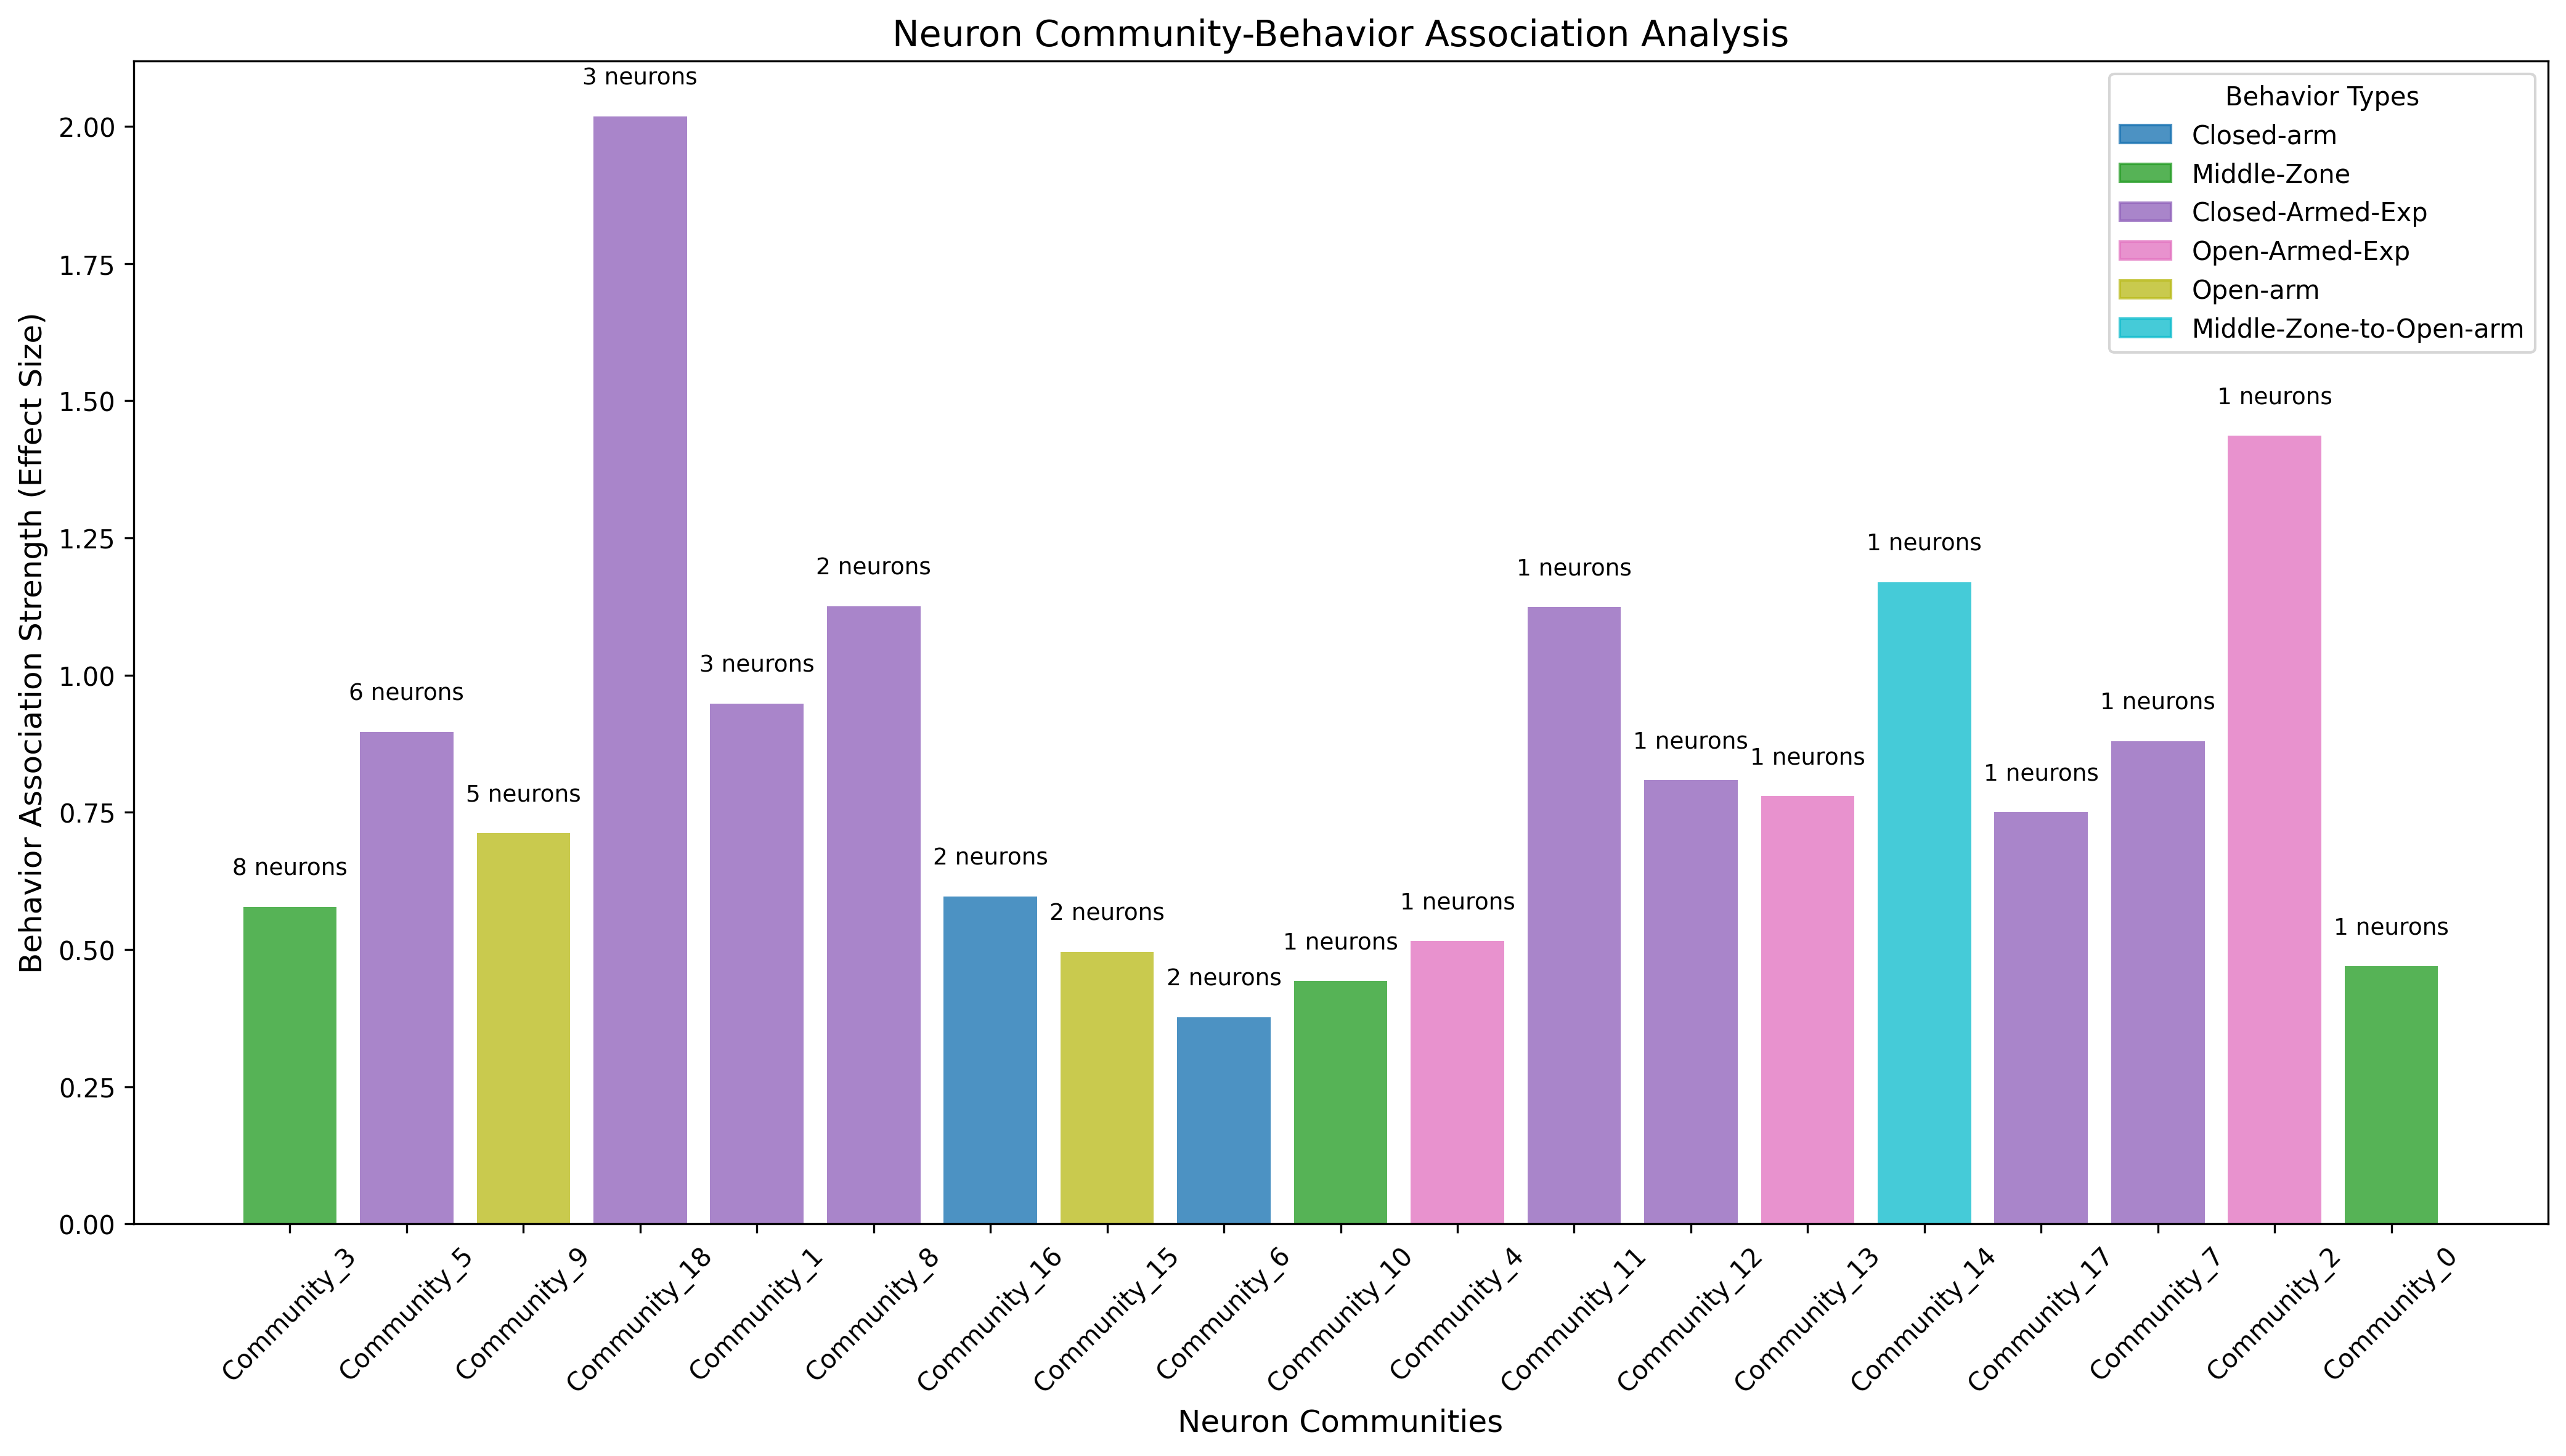 Neuron Community-Behavior Association Analysis
Behavior Association Strength (Effect Size)
2.00
1.75
1.50
1.25
1.00
0.75
0.50
0.25
0.00
8 neurons
6 neurons
5 neurons
3 neurons
3 neurons
2 neurons
2 neurons
2 neurons
2 neurons
1 neurons
1 neurons
1 neurons
1 neurons
1 neurons
1 neurons
1 neurons
1 neurons
1 neurons
1 neurons
Behavior Types
Closed-arm
Middle-Zone
Closed-Armed-Exp
Open-Armed-Exp
Open-arm
Middle-Zone-to-Open-arm
Community_3
Community_5
Community_9
Community_18
Community_1
Community_8
Community_16
Community_15
Community_6
Community_10
Community_4
Community_11
Community_12
Community_13
Community_14
Community_17
Community_7
Community_2
Community_0
Neuron Communities